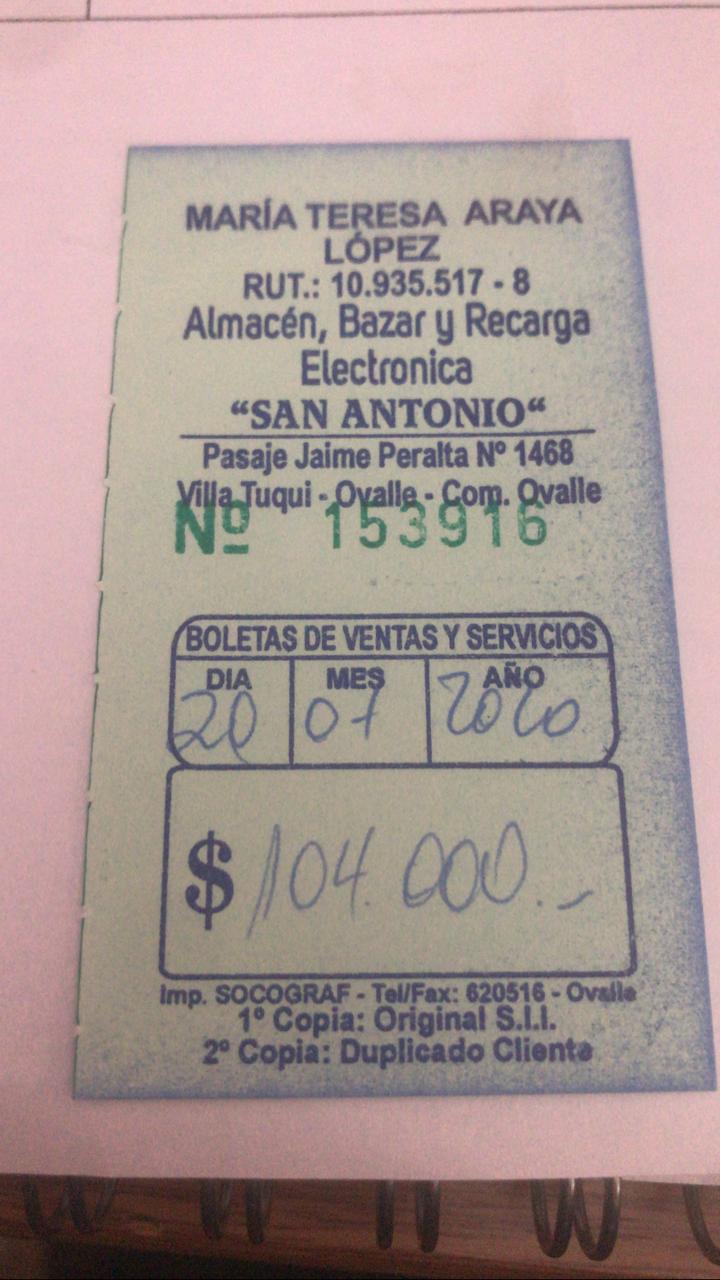 MARÍA TERESA ARAYA
LÓPEZ
RUT.: 10.935.517 - 8
Almacén, Bazar y Recarga
Electronica
“SAN ANTONIO“
Pasaje Jaime Peralta Nº 1468
Villa Tuqui - Ovalle - Com. Ovalle
Nº 153916
BOLETAS DE VENTAS Y SERVICIOS
DIA MES AÑO
20 07 2020
$ 104.000.-
Imp. SOCOGRAF - Tel/Fax: 620516 - Ovalle
1º Copia: Original S.I.I.
2º Copia: Duplicado Cliente